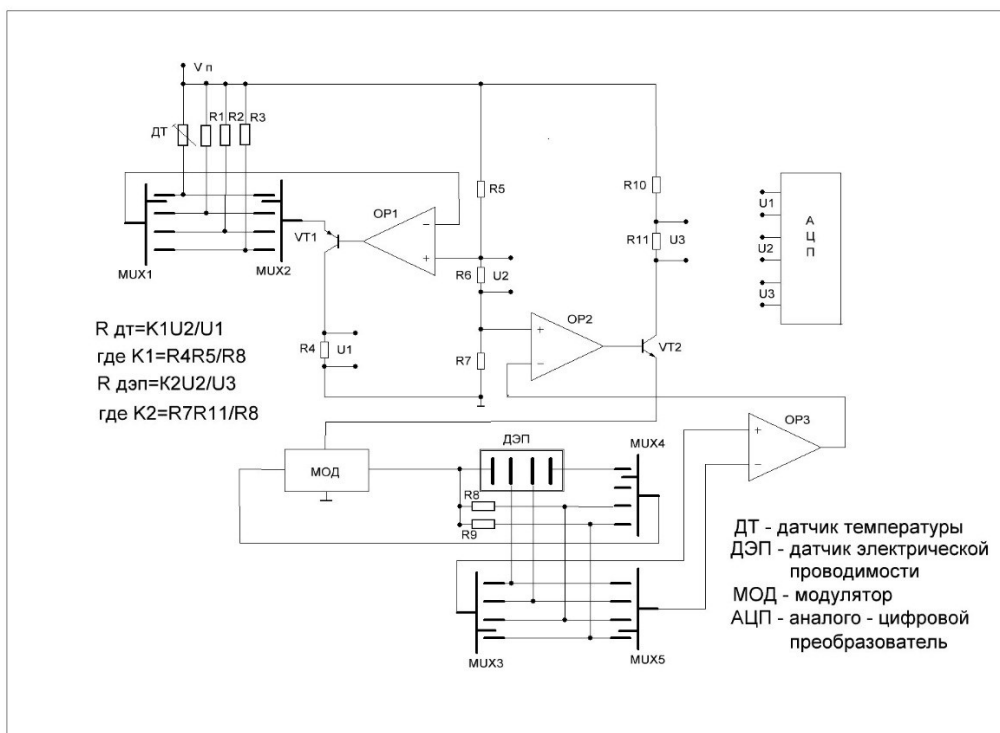 V п
ДТ
R1
R2
R3
R5
R10
OP1
R11
U3
VT1
MUX1
MUX2
R6
U2
А
Ц
П
U1
U2
U3
R дт=K1U2/U1
где K1=R4R5/R8
R дэп=K2U2/U3
где K2=R7R11/R8
R4
U1
R7
OP2
VT2
OP3
ДЭП
MUX4
МОД
R8
R9
MUX3
MUX5
ДТ - датчик температуры
ДЭП - датчик электрической
проводимости
МОД - модулятор
АЦП - аналого - цифровой
преобразователь